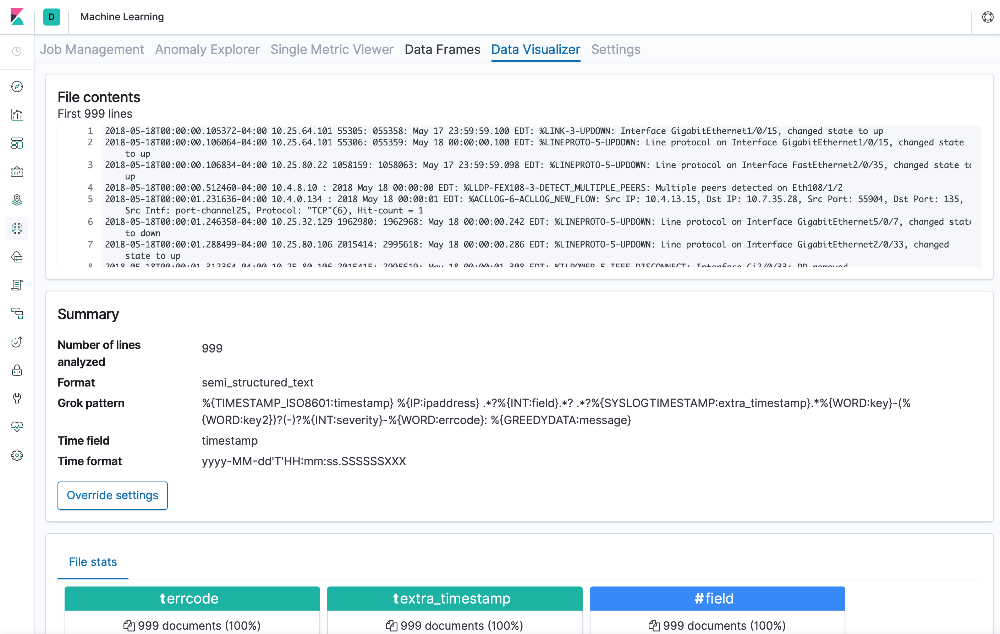 D
Machine Learning
Job Management Anomaly Explorer Single Metric Viewer Data Frames Data Visualizer Settings
File contents
First 999 lines
1 2018-05-18T00:00:00.105372-04:00 10.25.64.101 55305: 055358: May 17 23:59:59.100 EDT: %LINK-3-UPDOWN: Interface GigabitEthernet1/0/15, changed state to up
2 2018-05-18T00:00:00.106064-04:00 10.25.64.101 55306: 055359: May 18 00:00:00.100 EDT: %LINEPROTO-5-UPDOWN: Line protocol on Interface GigabitEthernet1/0/15, changed state
to up
3 2018-05-18T00:00:00.106834-04:00 10.25.80.22 1058159: 1058063: May 17 23:59:59.098 EDT: %LINEPROTO-5-UPDOWN: Line protocol on Interface FastEthernet2/0/35, changed state to
up
4 2018-05-18T00:00:00.512460-04:00 10.4.8.10 : 2018 May 18 00:00:00 EDT: %LLDP-FEX108-3-DETECT_MULTIPLE_PEERS: Multiple peers detected on Eth108/1/2
5 2018-05-18T00:00:01.231636-04:00 10.4.0.134 : 2018 May 18 00:00:01 EDT: %ACLLOG-6-ACLLOG_NEW_FLOW: Src IP: 10.4.13.15, Dst IP: 10.7.35.28, Src Port: 55904, Dst Port: 135,
Src Intf: port-channel25, Protocol: "TCP"(6), Hit-count = 1
6 2018-05-18T00:00:01.246350-04:00 10.25.32.129 1962980: 1962968: May 18 00:00:00.242 EDT: %LINEPROTO-5-UPDOWN: Line protocol on Interface GigabitEthernet5/0/7, changed state
to down
7 2018-05-18T00:00:01.288499-04:00 10.25.80.106 2015414: 2995618: May 18 00:00:00.286 EDT: %LINEPROTO-5-UPDOWN: Line protocol on Interface GigabitEthernet2/0/33, changed
state to up
8 2018-05-18T00:00:01.312364-04:00 10.25.80.106 2015415: 2995619: May 18 00:00:01.308 EDT: %ILPOWER-5-IEEE_DISCONNECT: Interface Gi2/0/33: PD removed
Summary
Number of lines
analyzed
999
Format semi_structured_text
Grok pattern %{TIMESTAMP_ISO8601:timestamp} %{IP:ipaddress} .*?%{INT:field}.*? .*?%{SYSLOGTIMESTAMP:extra_timestamp}.*%{WORD:key}-(%
{WORD:key2})?(-)?%{INT:severity}-%{WORD:errcode}: %{GREEDYDATA:message}
Time field timestamp
Time format yyyy-MM-dd'T'HH:mm:ss.SSSSSSXXX
Override settings
File stats
t errcode t extra_timestamp # field
999 documents (100%) 999 documents (100%) 999 documents (100%)